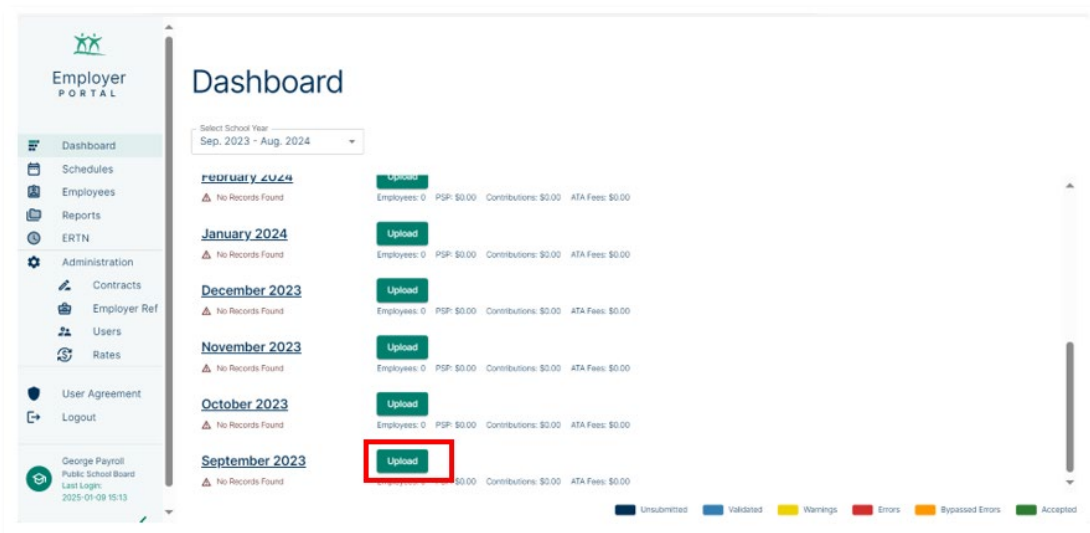 Employer
PORTAL
Dashboard
Schedules
Employees
Reports
ERTN
Administration
Contracts
Employer Ref
Users
Rates
User Agreement
Logout
George Payroll
Public School Board
Last Login:
2025-01-09 15:13
Dashboard
Select School Year
Sep. 2023 - Aug. 2024
February 2024
Upload
No Records Found
Employees: 0 PSP: $0.00 Contributions: $0.00 ATA Fees: $0.00
January 2024
Upload
No Records Found
Employees: 0 PSP: $0.00 Contributions: $0.00 ATA Fees: $0.00
December 2023
Upload
No Records Found
Employees: 0 PSP: $0.00 Contributions: $0.00 ATA Fees: $0.00
November 2023
Upload
No Records Found
Employees: 0 PSP: $0.00 Contributions: $0.00 ATA Fees: $0.00
October 2023
Upload
No Records Found
Employees: 0 PSP: $0.00 Contributions: $0.00 ATA Fees: $0.00
September 2023
Upload
No Records Found
$0.00 Contributions: $0.00 ATA Fees: $0.00
Unsubmitted Validated Warnings Errors Bypassed Errors Accepted